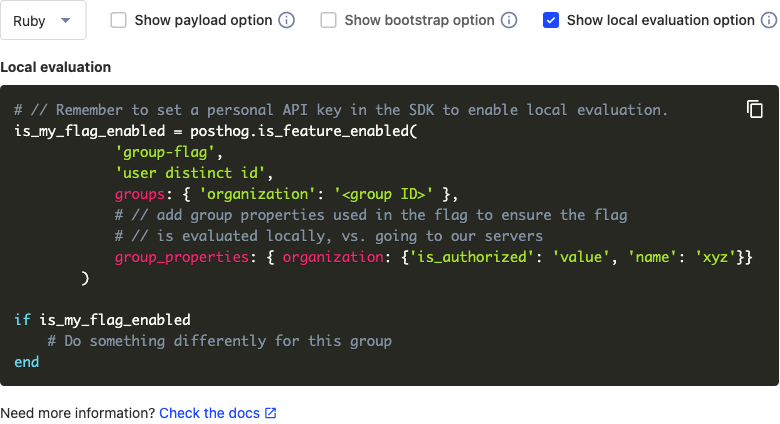 Ruby Show payload option Show bootstrap option Show local evaluation option
Local evaluation
# // Remember to set a personal API key in the SDK to enable local evaluation.
is_my_flag_enabled = posthog.is_feature_enabled(
'group-flag',
'user distinct id',
groups: { 'organization': '<group ID>' },
# // add group properties used in the flag to ensure the flag
# // is evaluated locally, vs. going to our servers
group_properties: { organization: {'is_authorized': 'value', 'name': 'xyz'}}
)
if is_my_flag_enabled
# Do something differently for this group
end
Need more information? Check the docs